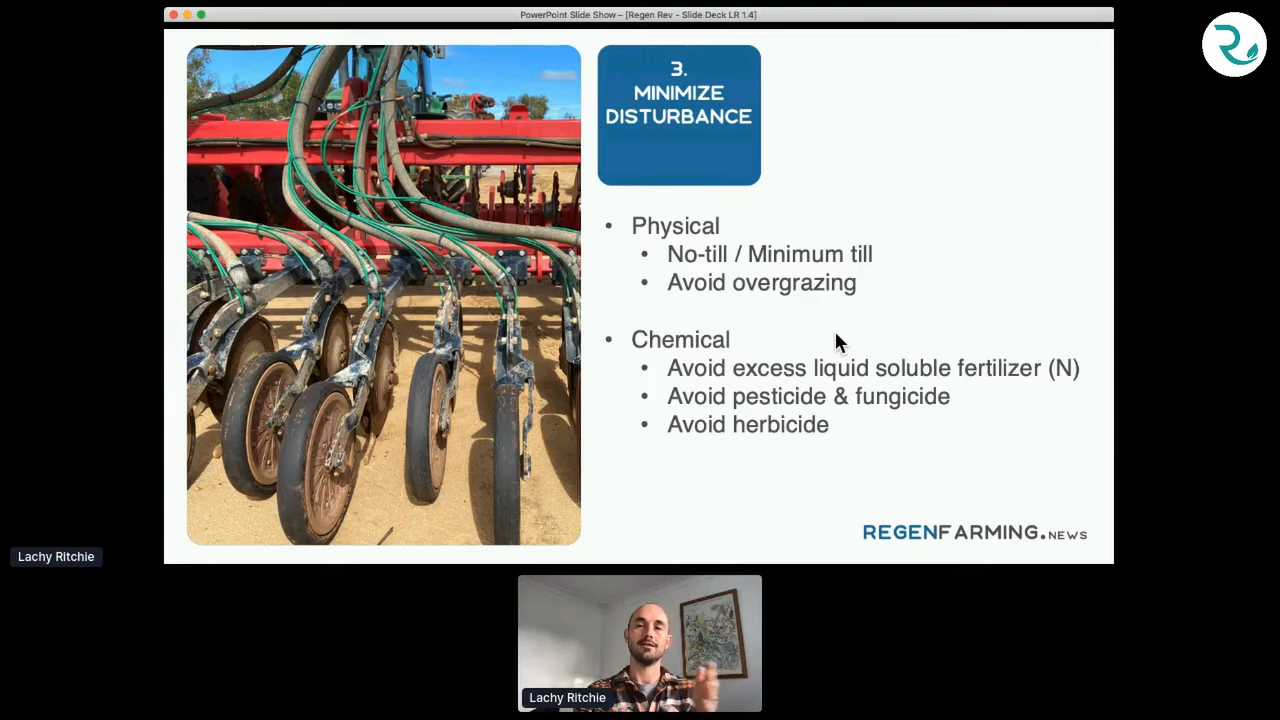 PowerPoint Slide Show – [Regen Rev - Slide Deck LR 1.4]
3.
MINIMIZE
DISTURBANCE
• Physical
• No-till / Minimum till
• Avoid overgrazing
• Chemical
• Avoid excess liquid soluble fertilizer (N)
• Avoid pesticide & fungicide
• Avoid herbicide
REGENFARMING.NEWS
Lachy Ritchie
Lachy Ritchie